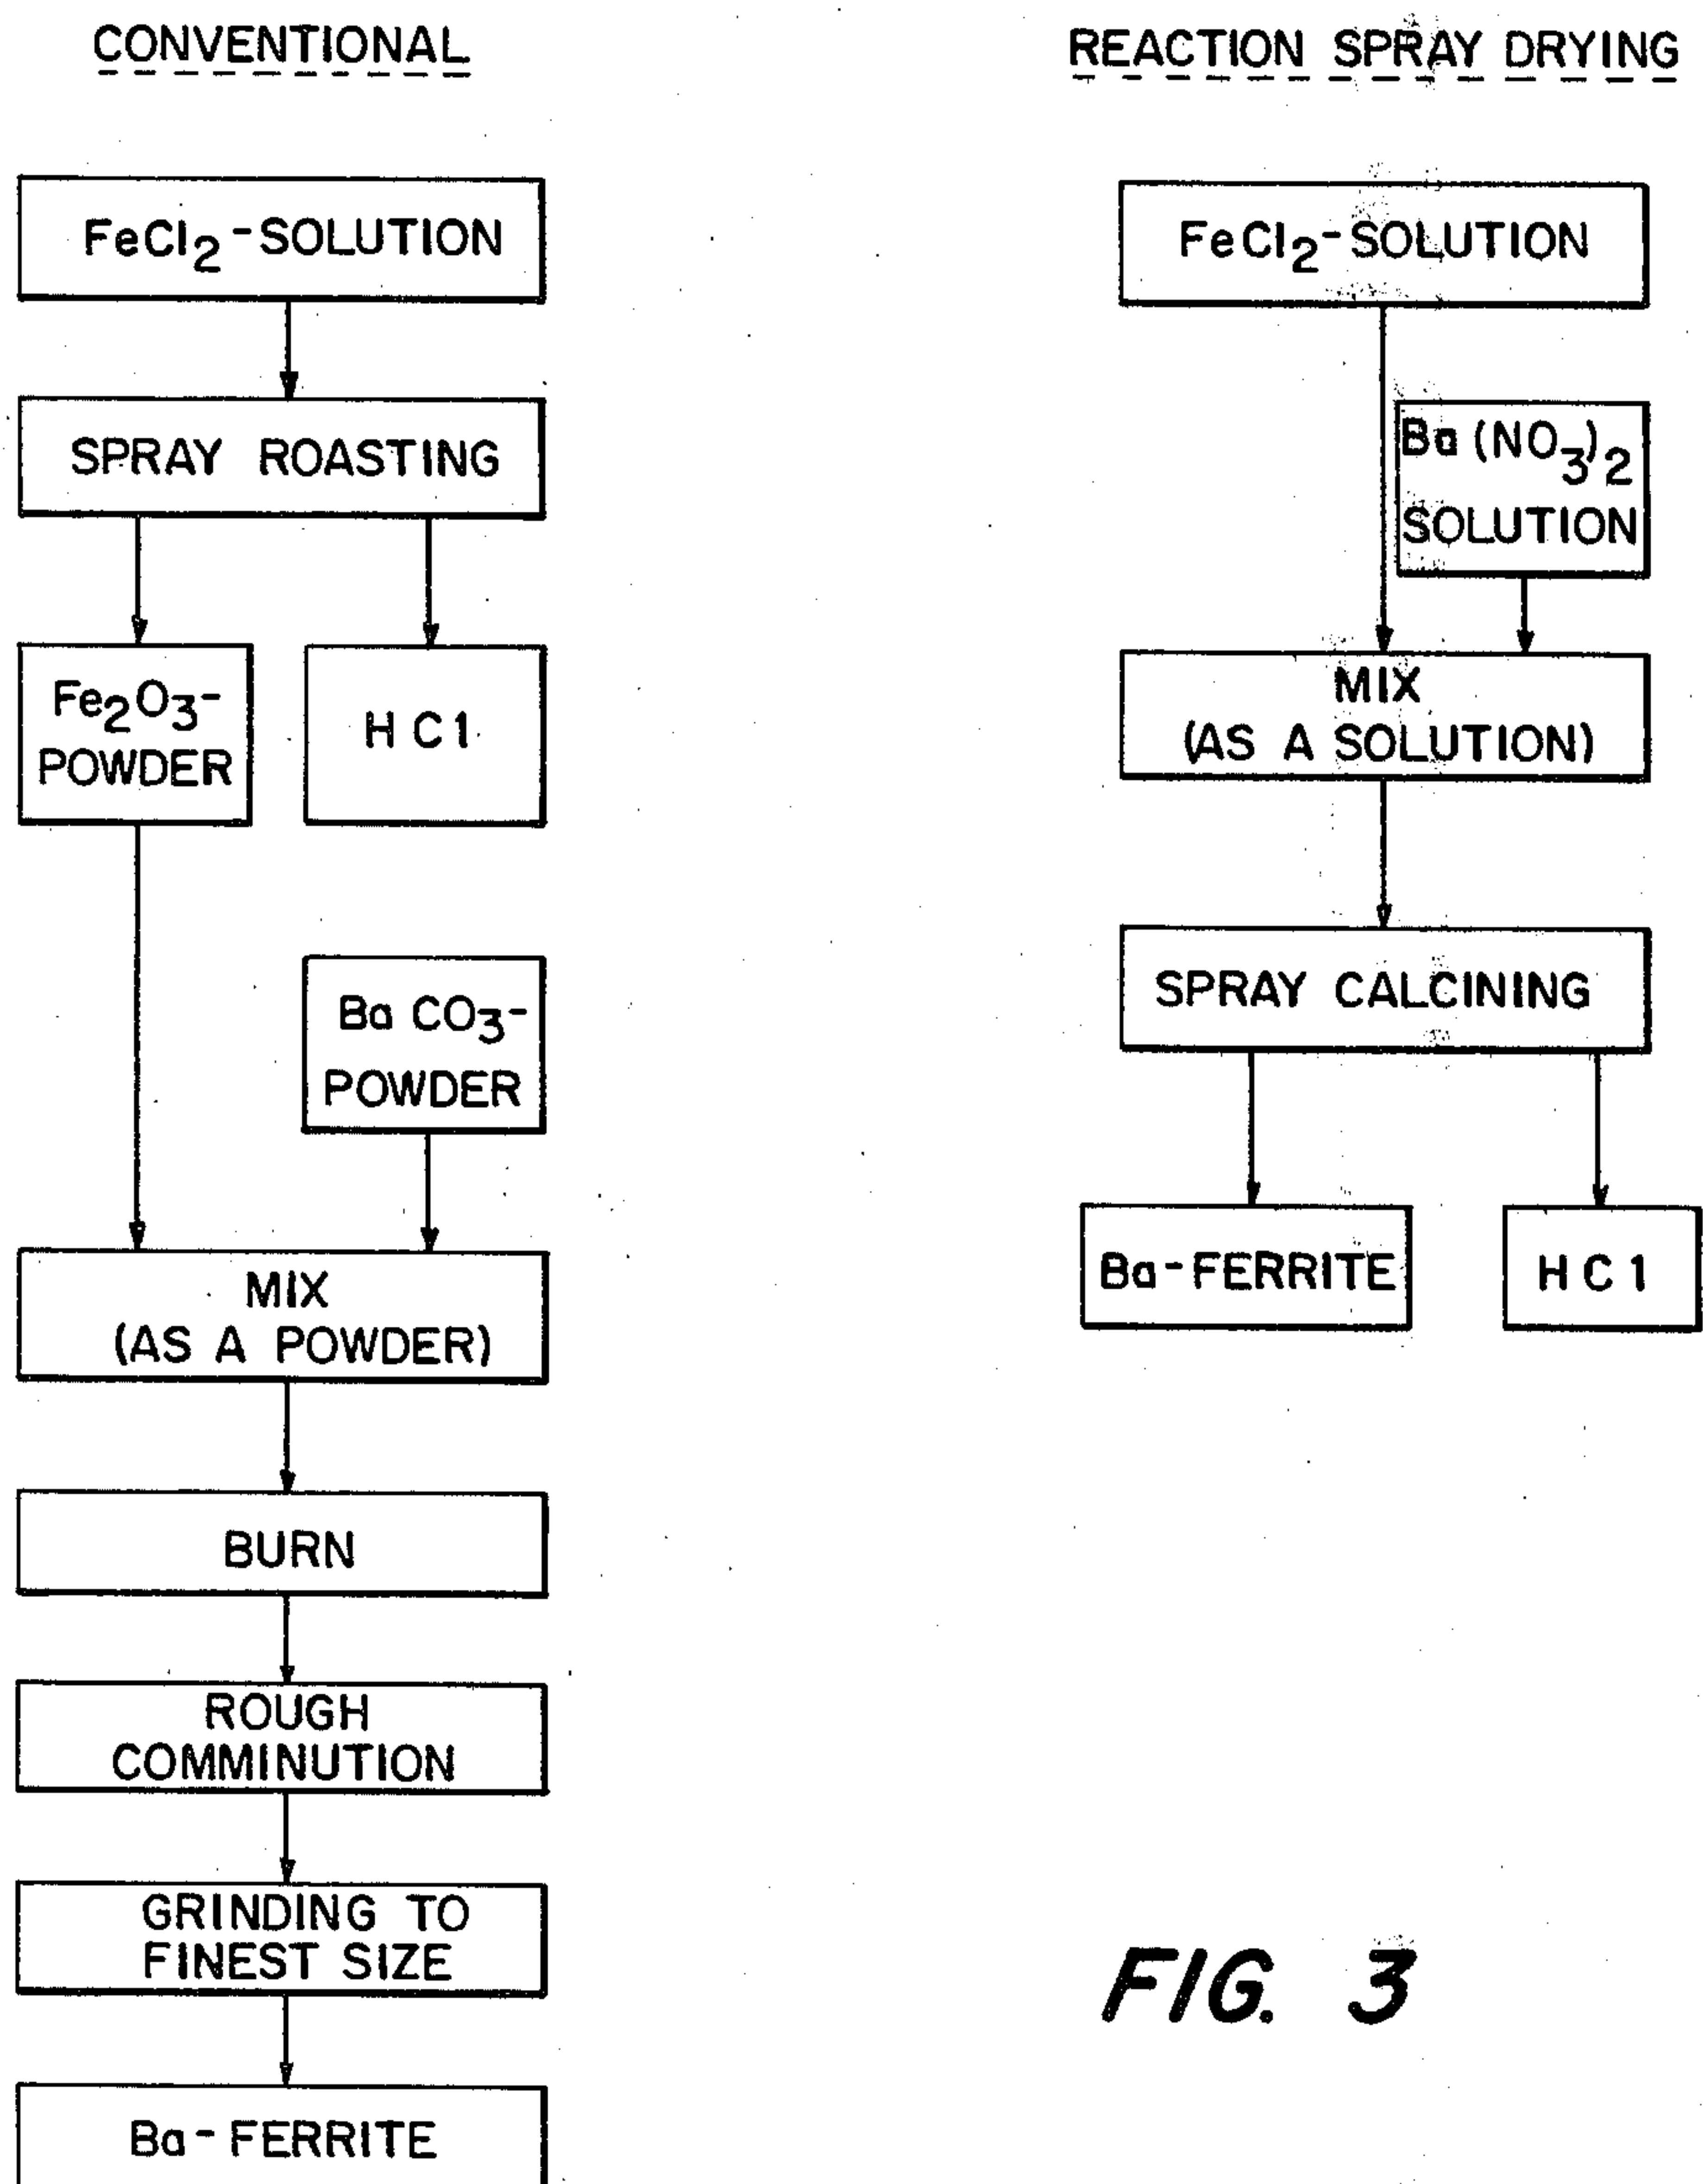 CONVENTIONAL
FeCl₂-SOLUTION
SPRAY ROASTING
Fe₂O₃-
POWDER
HC1
Ba CO₃-
POWDER
MIX
(AS A POWDER)
BURN
ROUGH
COMMINUTION
GRINDING TO
FINEST SIZE
Ba-FERRITE
REACTION SPRAY DRYING
FeCl₂-SOLUTION
Ba (NO₃)₂
SOLUTION
MIX
(AS A SOLUTION)
SPRAY CALCINING
Ba-FERRITE
HC1
FIG. 3